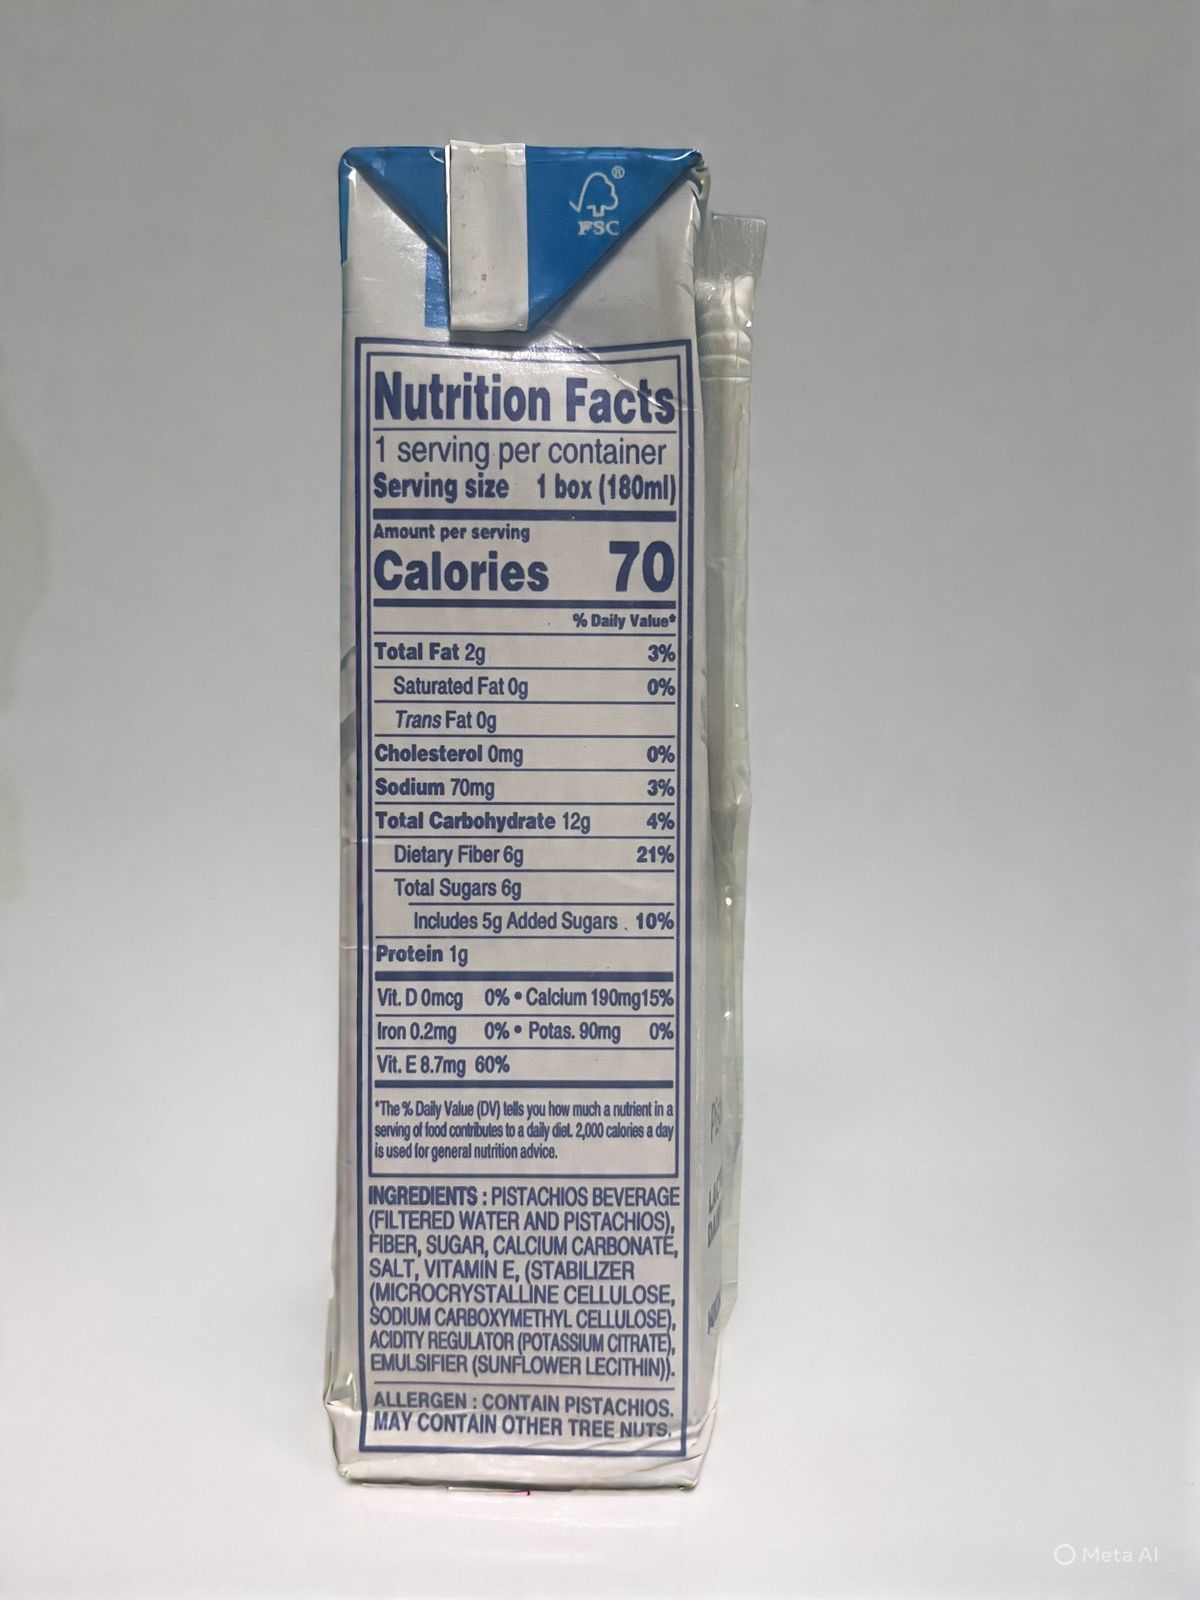 FSC®
Nutrition Facts
1 serving per container
Serving size 1 box (180ml)
Amount per serving
Calories 70
% Daily Value*
Total Fat 2g 3%
Saturated Fat 0g 0%
Trans Fat 0g
Cholesterol 0mg 0%
Sodium 70mg 3%
Total Carbohydrate 12g 4%
Dietary Fiber 6g 21%
Total Sugars 6g
Includes 5g Added Sugars 10%
Protein 1g
Vit. D 0mcg 0% • Calcium 190mg15%
Iron 0.2mg 0% • Potas. 90mg 0%
Vit. E 8.7mg 60%
*The % Daily Value (DV) tells you how much a nutrient in a
serving of food contributes to a daily diet. 2,000 calories a day
is used for general nutrition advice.
INGREDIENTS : PISTACHIOS BEVERAGE
(FILTERED WATER AND PISTACHIOS),
FIBER, SUGAR, CALCIUM CARBONATE,
SALT, VITAMIN E, (STABILIZER
(MICROCRYSTALLINE CELLULOSE,
SODIUM CARBOXYMETHYL CELLULOSE),
ACIDITY REGULATOR (POTASSIUM CITRATE),
EMULSIFIER (SUNFLOWER LECITHIN)).
ALLERGEN : CONTAIN PISTACHIOS.
MAY CONTAIN OTHER TREE NUTS.
Meta AI